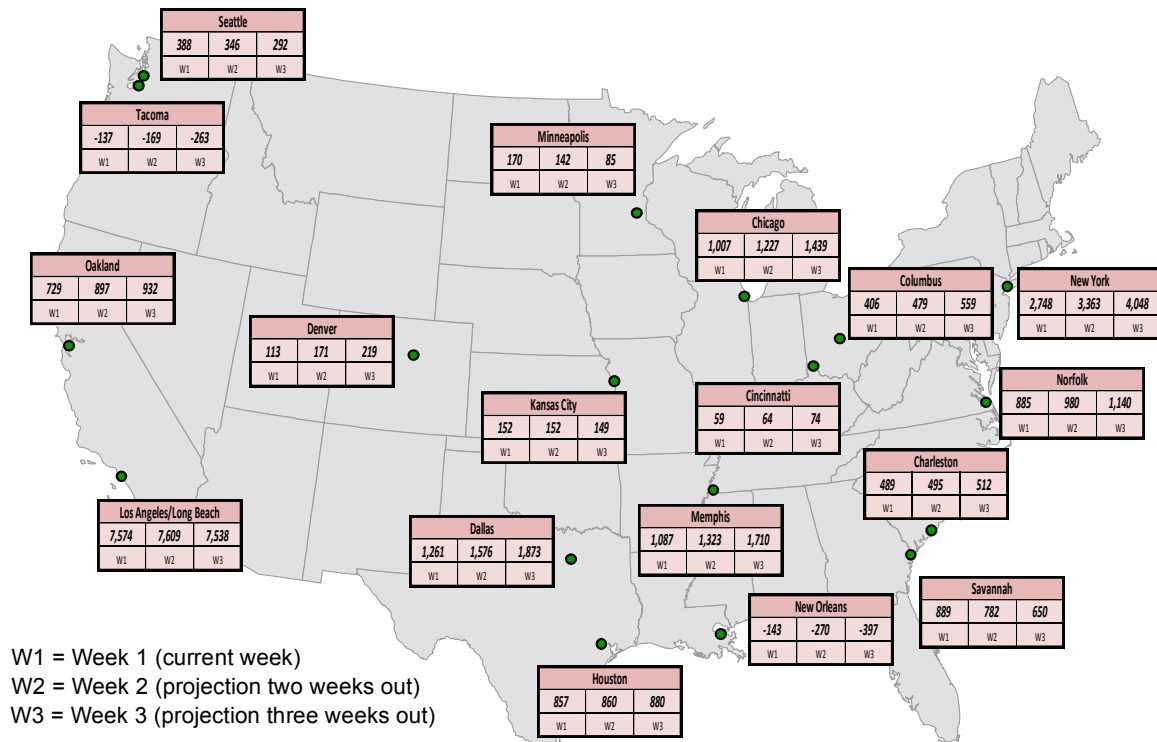 Seattle
388 346 292
W1 W2 W3
Tacoma
-137 -169 -263
W1 W2 W3
Minneapolis
170 142 85
W1 W2 W3
Chicago
1,007 1,227 1,439
W1 W2 W3
Oakland
729 897 932
W1 W2 W3
Columbus
406 479 559
W1 W2 W3
New York
2,748 3,363 4,048
W1 W2 W3
Denver
113 171 219
W1 W2 W3
Norfolk
885 980 1,140
W1 W2 W3
Kansas City
152 152 149
W1 W2 W3
Cincinnatti
59 64 74
W1 W2 W3
Charleston
489 495 512
W1 W2 W3
Los Angeles/Long Beach
7,574 7,609 7,538
W1 W2 W3
Dallas
1,261 1,576 1,873
W1 W2 W3
Memphis
1,087 1,323 1,710
W1 W2 W3
Savannah
889 782 650
W1 W2 W3
New Orleans
-143 -270 -397
W1 W2 W3
Houston
857 860 880
W1 W2 W3
W1 = Week 1 (current week)
W2 = Week 2 (projection two weeks out)
W3 = Week 3 (projection three weeks out)